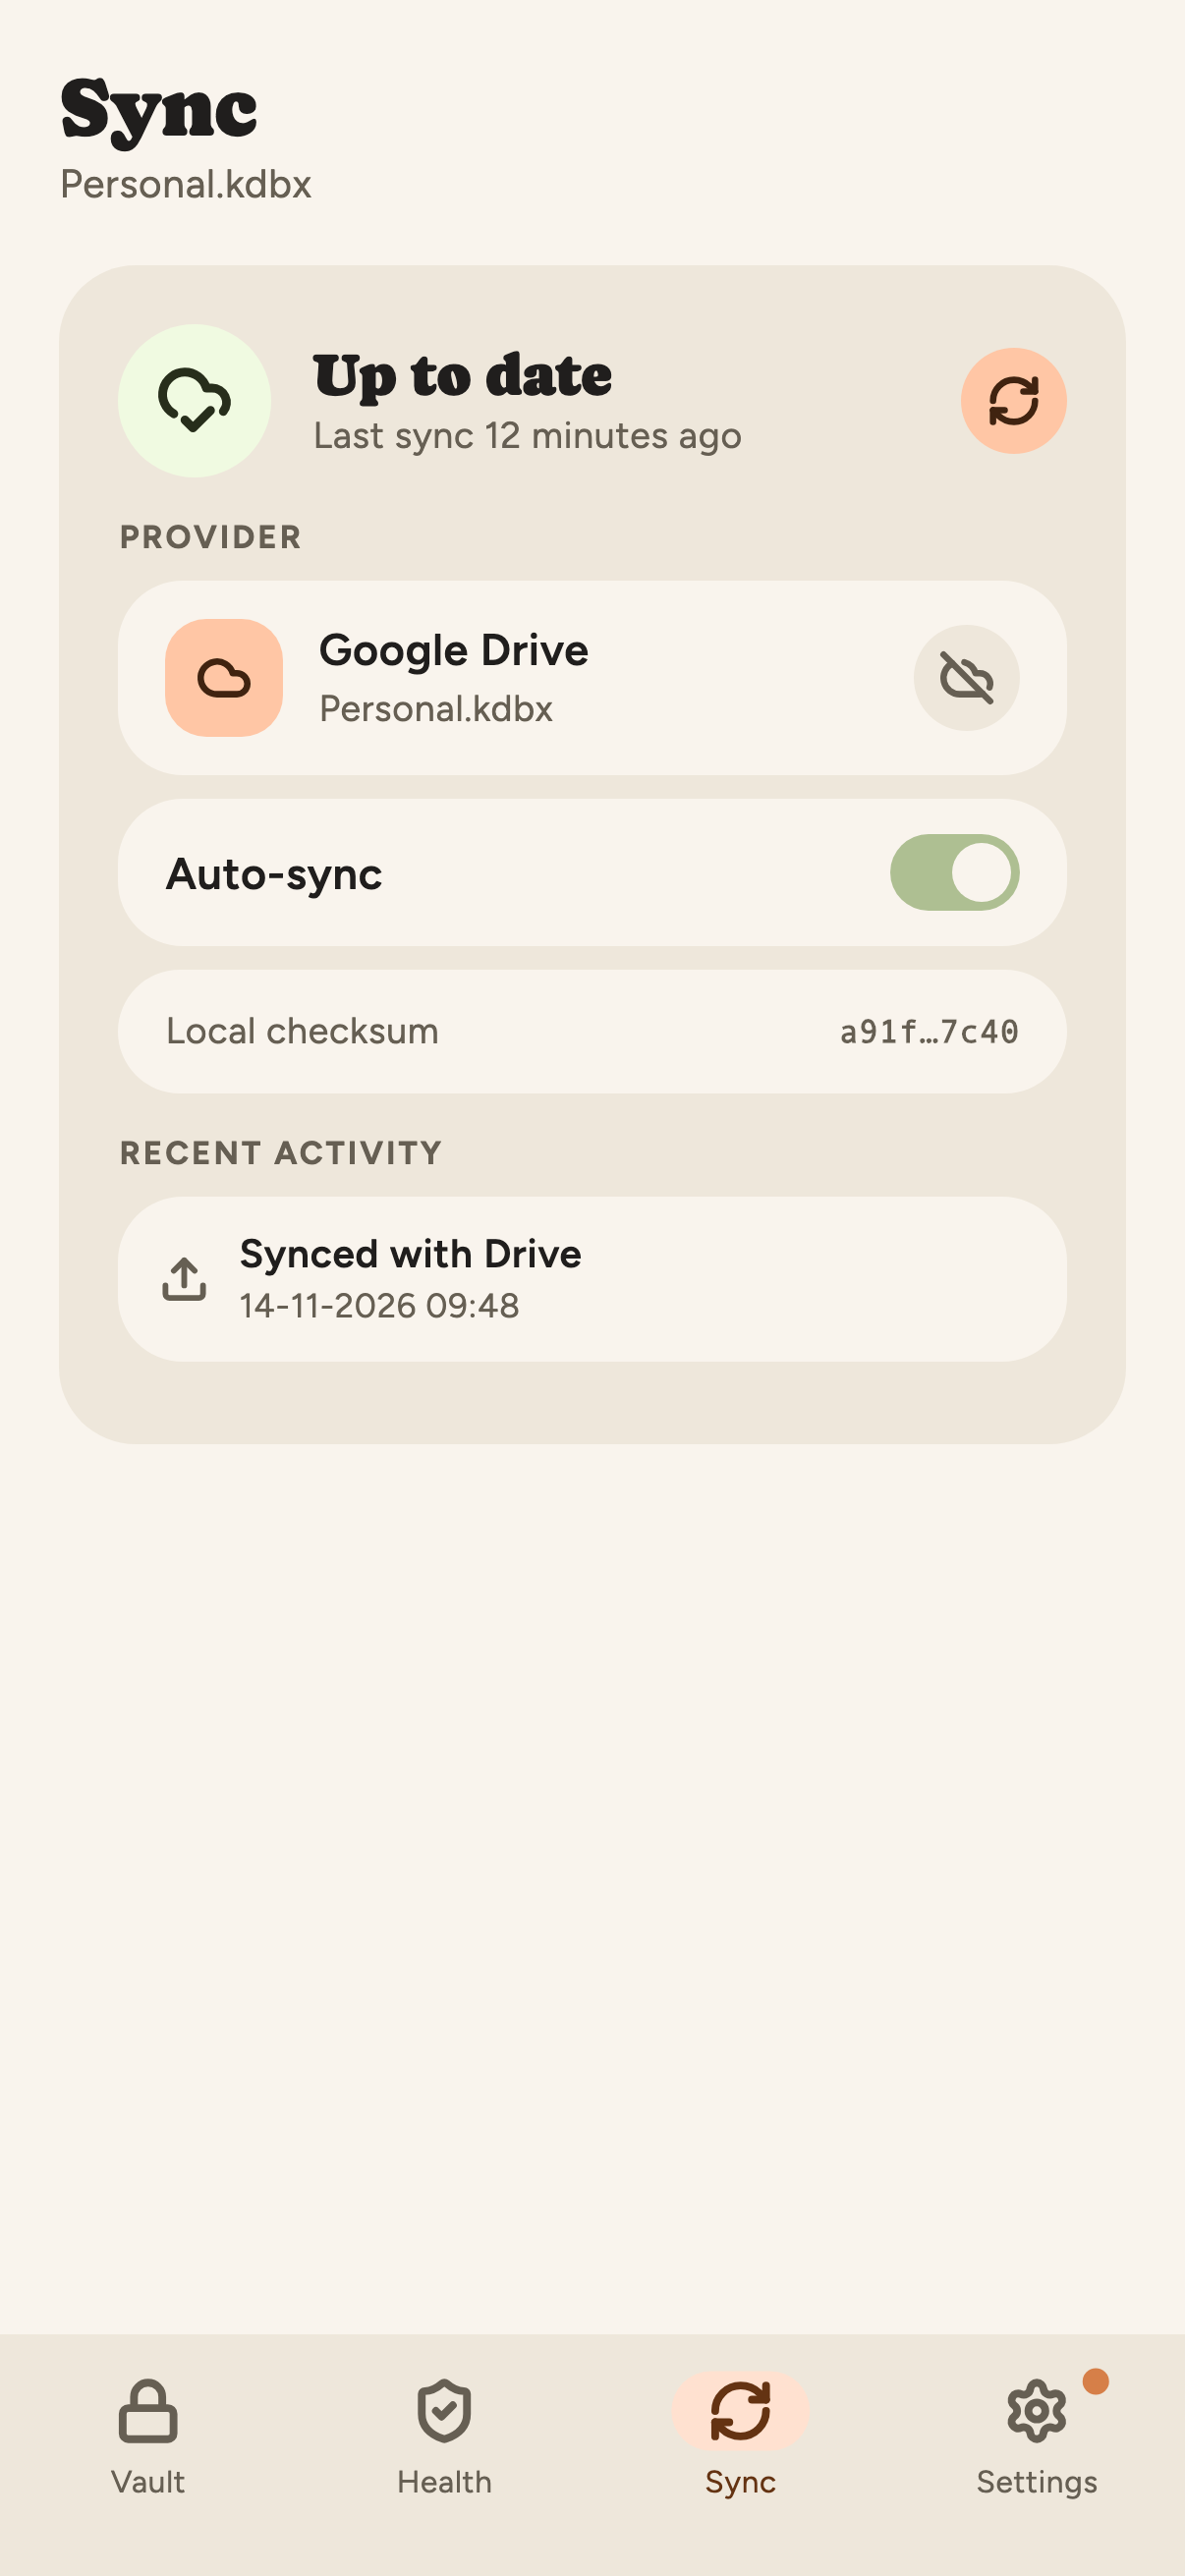 Sync
Personal.kdbx
Up to date
Last sync 12 minutes ago
PROVIDER
Google Drive
Personal.kdbx
Auto-sync
Local checksum
a91f…7c40
RECENT ACTIVITY
Synced with Drive
14-11-2026 09:48
Vault
Health
Sync
Settings